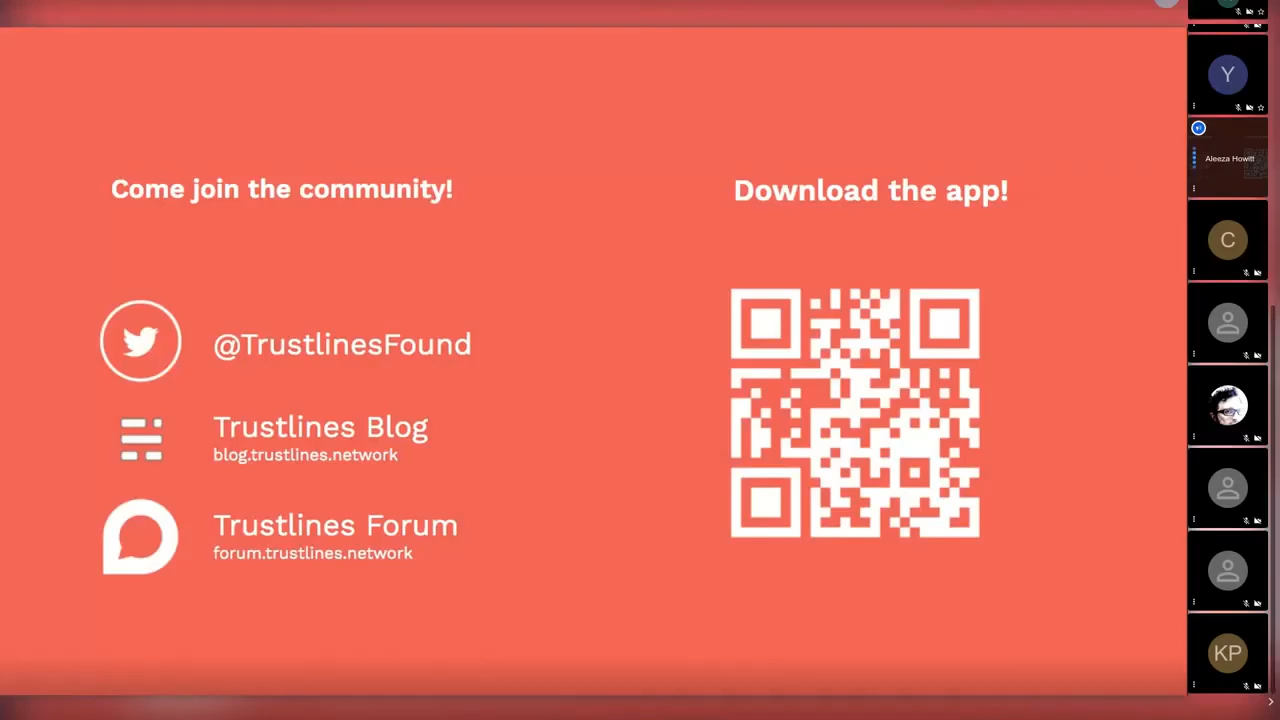 Come join the community!
@TrustlinesFound
Trustlines Blog
blog.trustlines.network
Trustlines Forum
forum.trustlines.network
Download the app!
Y
Aleeza Howitt
C
KP